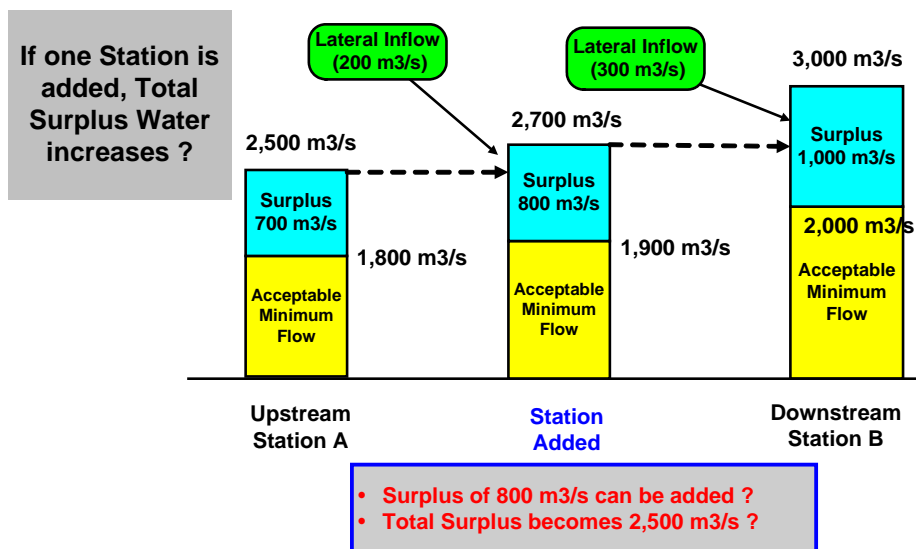 If one Station is
added, Total
Surplus Water
increases ?
Lateral Inflow
(200 m3/s)
Lateral Inflow
(300 m3/s)
3,000 m3/s
2,500 m3/s
2,700 m3/s
Surplus
700 m3/s
Surplus
800 m3/s
Surplus
1,000 m3/s
1,800 m3/s
1,900 m3/s
2,000 m3/s
Acceptable
Minimum
Flow
Acceptable
Minimum
Flow
Acceptable
Minimum
Flow
Upstream
Station A
Station
Added
Downstream
Station B
• Surplus of 800 m3/s can be added ?
• Total Surplus becomes 2,500 m3/s ?